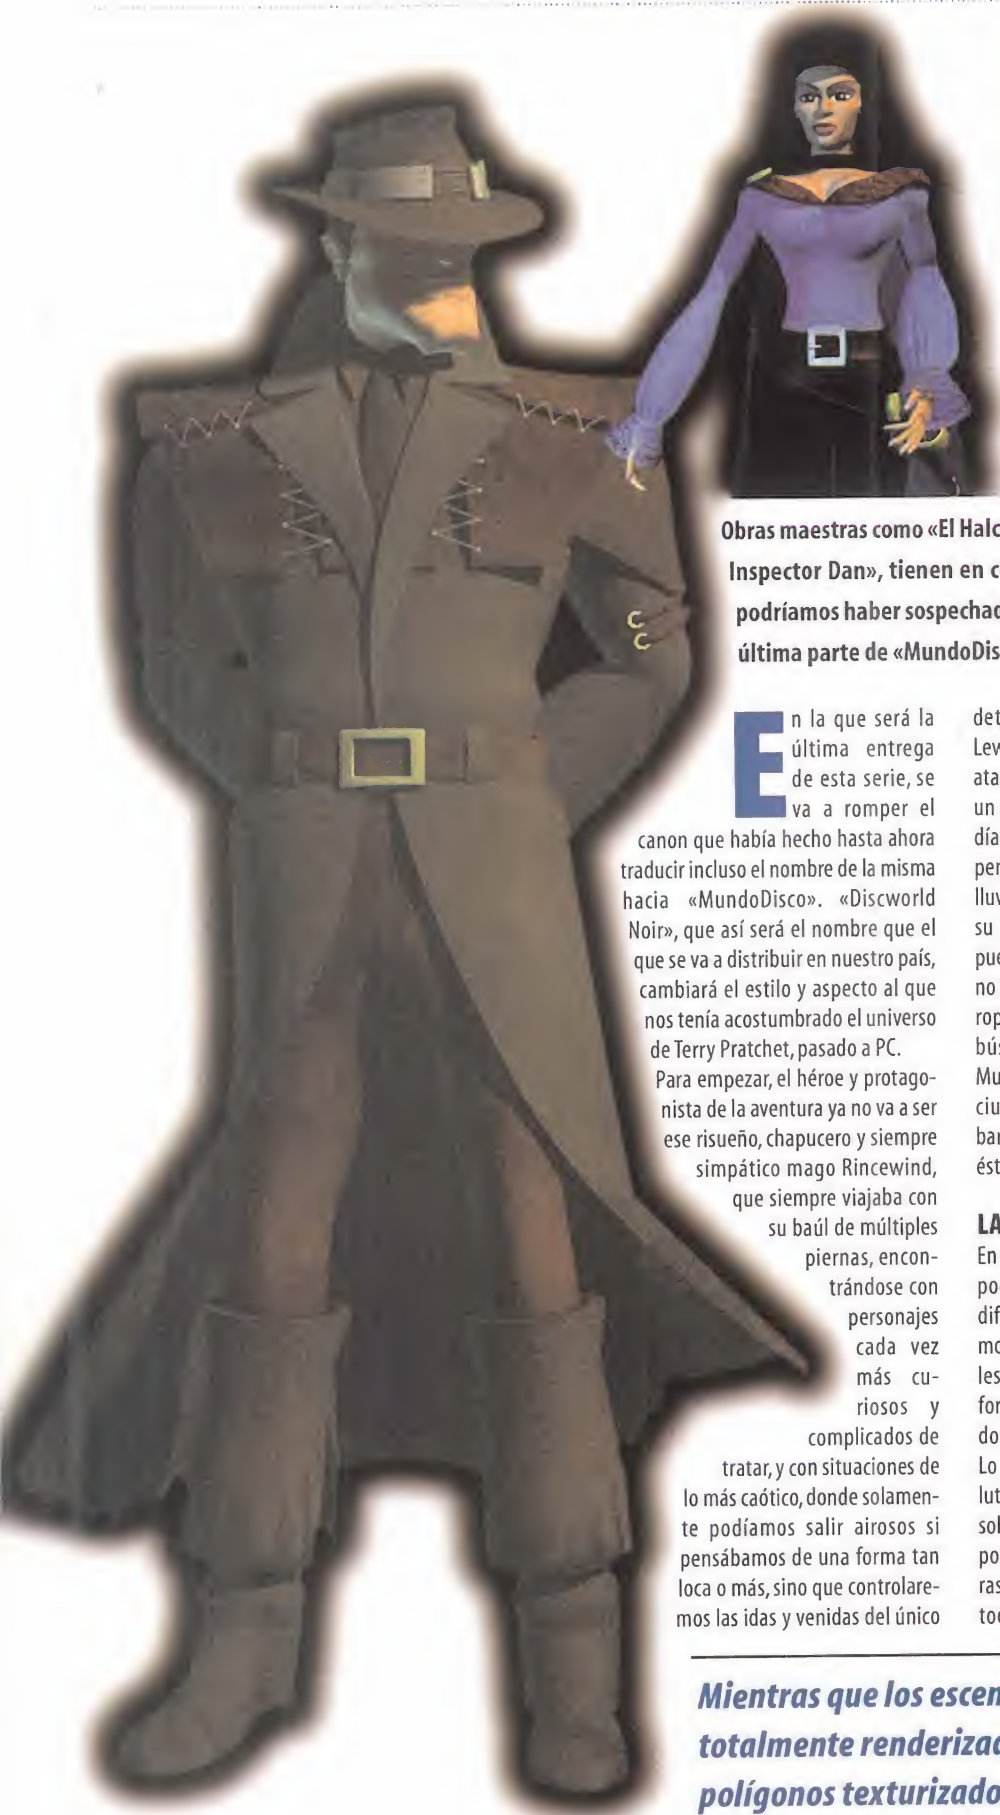 Obras maestras como «El Halc
Inspector Dan», tienen en c
podríamos haber sospechad
última parte de «MundoDis
En la que será la
última entrega
de esta serie, se
va a romper el
canon que había hecho hasta ahora
traducir incluso el nombre de la misma
hacia «MundoDisco». «Discworld
Noir», que así será el nombre que el
que se va a distribuir en nuestro país,
cambiará el estilo y aspecto al que
nos tenía acostumbrado el universo
de Terry Pratchet, pasado a PC.
Para empezar, el héroe y protago-
nista de la aventura ya no va a ser
ese risueño, chapucero y siempre
simpático mago Rincewind,
que siempre viajaba con
su baúl de múltiples
piernas, encon-
trándose con
personajes
cada vez
más cu-
riosos y
complicados de
tratar, y con situaciones de
lo más caótico, donde solamen-
te podíamos salir airosos si
pensábamos de una forma tan
loca o más, sino que controlare-
mos las idas y venidas del único
det
Lew
ata
un
día
per
lluv
su
pue
no
rop
bús
Mu
ciu
bar
ést
LA
En
po
dif
mo
les
for
do
Lo
lut
sol
po
ras
too
Mientras que los escen
totalmente renderizad
polígonos texturizado